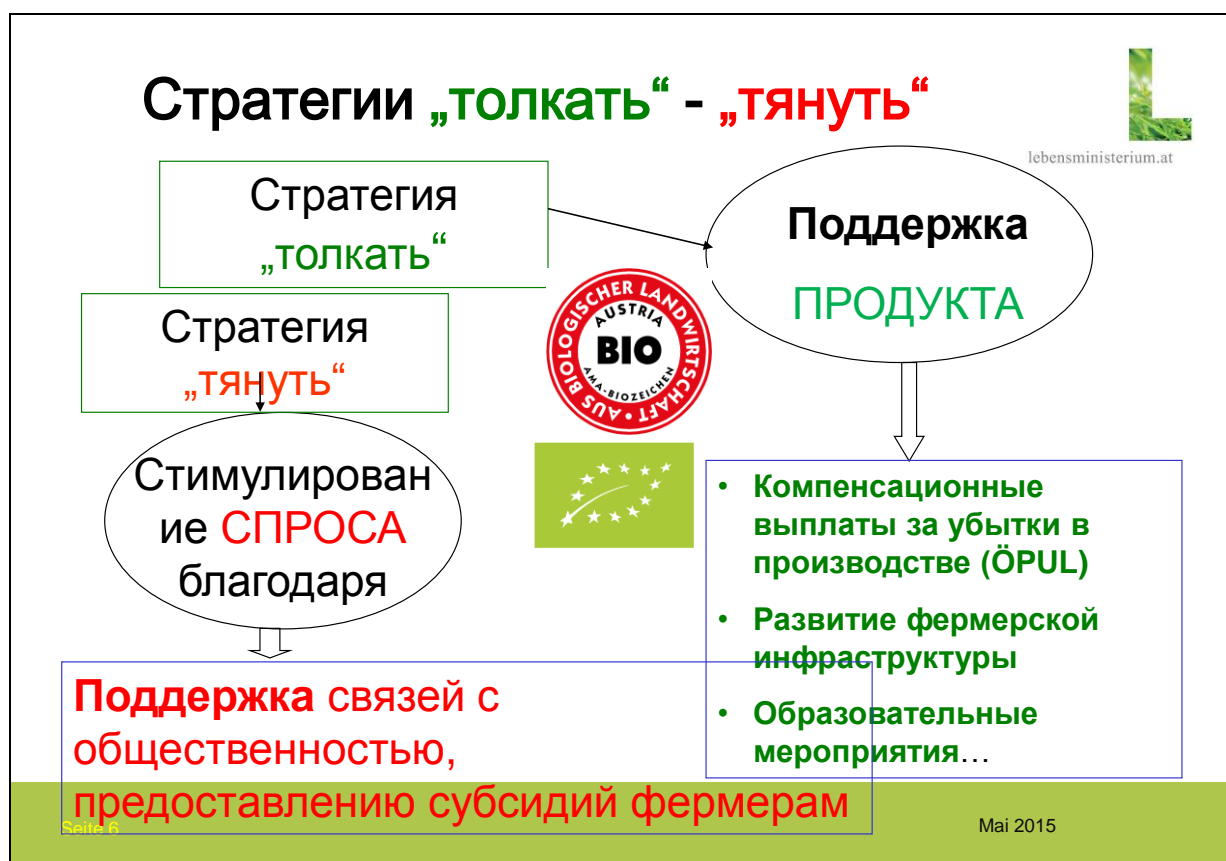 Стратегии „толкать“ - „тянуть“
lebensministerium.at
Стратегия
„толкать“
Поддержка
ПРОДУКТА
Стратегия
„тянуть“
AUS BIOLOGISCHER LANDWIRTSCHAFT
AUSTRIA
BIO
AMA-BIOZEICHEN
Стимулирован
ие СПРОСА
благодаря
• Компенсационные
выплаты за убытки в
производстве (ÖPUL)
• Развитие фермерской
инфраструктуры
• Образовательные
мероприятия…
Поддержка связей с
общественностью,
предоставлению субсидий фермерам
Seite 6
Mai 2015